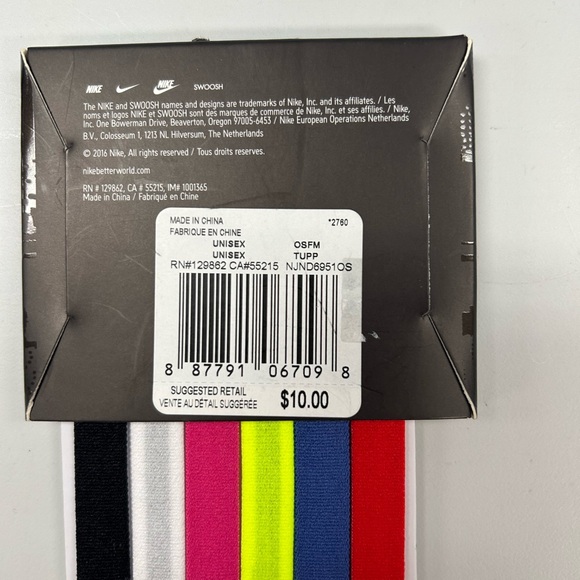 NIKE NIKE SWOOSH
The NIKE and SWOOSH names and designs are trademarks of Nike, Inc. and its affiliates. / Les
noms et logos NIKE et SWOOSH sont des marques de commerce de Nike, Inc. et ses affiliés. / Nike,
Inc. One Bowerman Drive, Beaverton, Oregon 97005-6453 / Nike European Operations Netherlands
B.V., Colosseum 1, 1213 NL Hilversum, The Netherlands
© 2016 Nike, All rights reserved / Tous droits reservés.
nikebetterworld.com
RN # 129862, CA # 55215, IM# 1001365
Made in China / Fabriqué en Chine
MADE IN CHINA *2760
FABRIQUE EN CHINE
UNISEX OSFM
UNISEX TUPP
RN#129862 CA#55215 NJND6951OS
8 87791 06709 8
SUGGESTED RETAIL
VENTE AU DÉTAIL SUGGÉRÉE $10.00